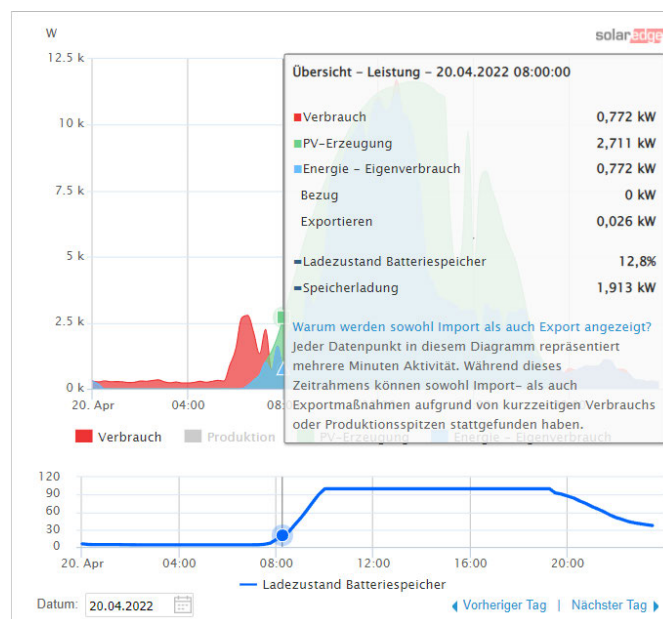 W
solaredge
12.5 k
10 k
7.5 k
5 k
2.5 k
0 k
20. Apr
04:00
08:0
Übersicht – Leistung – 20.04.2022 08:00:00
Verbrauch 0,772 kW
PV-Erzeugung 2,711 kW
Energie – Eigenverbrauch 0,772 kW
Bezug 0 kW
Exportieren 0,026 kW
Ladezustand Batteriespeicher 12,8%
Speicherladung 1,913 kW
Warum werden sowohl Import als auch Export angezeigt?
Jeder Datenpunkt in diesem Diagramm repräsentiert
mehrere Minuten Aktivität. Während dieses
Zeitrahmens können sowohl Import- als auch
Exportmaßnahmen aufgrund von kurzzeitigen Verbrauchs
oder Produktionsspitzen stattgefunden haben.
Verbrauch Produktion PV-Erzeugung Energie – Eigenverbrauch
120
90
60
30
0
20. Apr 04:00 08:00 12:00 16:00 20:00
Ladezustand Batteriespeicher
Datum: 20.04.2022 Vorheriger Tag | Nächster Tag